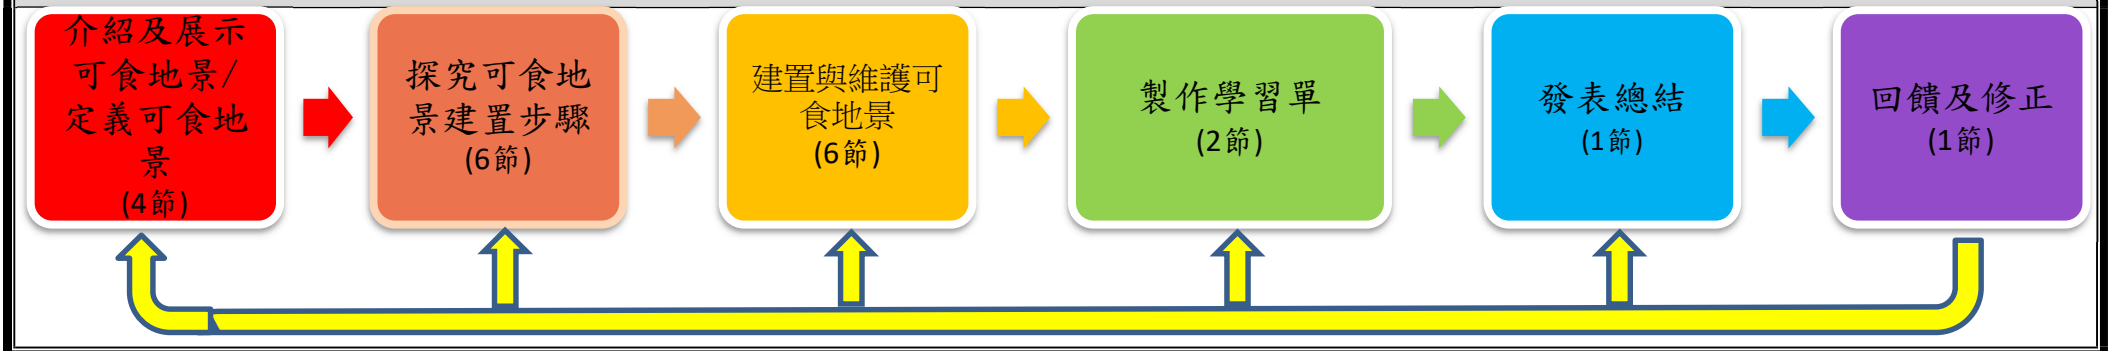 介紹及展示
可食地景/
定義可食地
景
(4節)
探究可食地
景建置步驟
(6節)
建置與維護可
食地景
(6節)
製作學習單
(2節)
發表總結
(1節)
回饋及修正
(1節)